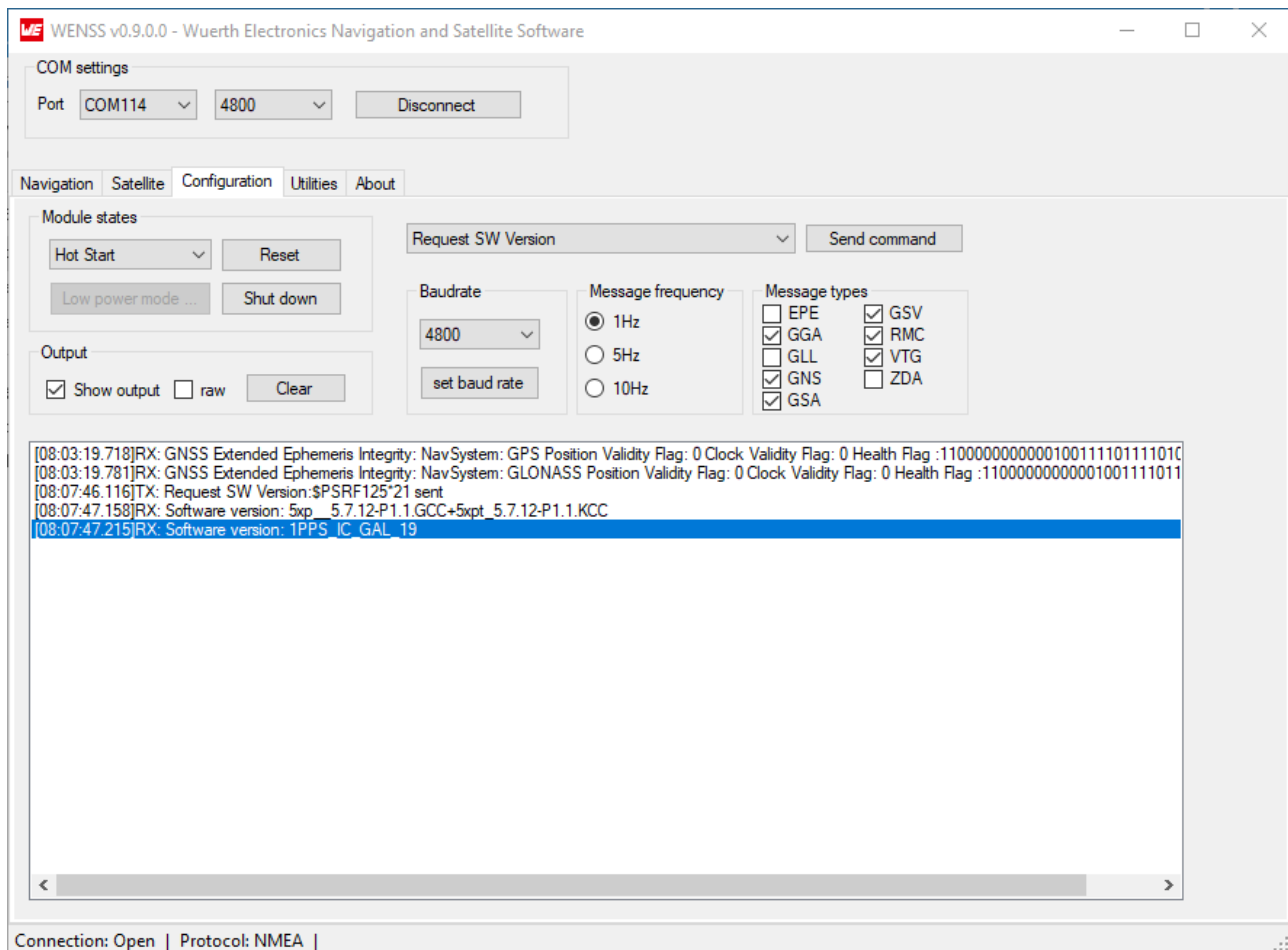 WE WENSS v0.9.0.0 - Wuerth Electronics Navigation and Satellite Software
COM settings
Port COM114 4800 Disconnect
Navigation Satellite Configuration Utilities About
Module states
Hot Start Reset
Request SW Version Send command
Low power mode ... Shut down
Baudrate
4800
set baud rate
Message frequency
1Hz
5Hz
10Hz
Message types
EPE GSV
GGA RMC
GLL VTG
GNS ZDA
GSA
Output
Show output raw Clear
[08:03:19.718]RX: GNSS Extended Ephemeris Integrity: NavSystem: GPS Position Validity Flag: 0 Clock Validity Flag: 0 Health Flag
[08:03:19.781]RX: GNSS Extended Ephemeris Integrity: NavSystem: GLONASS Position Validity Flag: 0 Clock Validity Flag: 0 Health Flag
[08:07:46.116]TX: Request SW Version:$PSRF125*21 sent
[08:07:47.158]RX: Software version: 5xp__5.7.12-P1.1.GCC+5xpt_5.7.12-P1.1.KCC
[08:07:47.215]RX: Software version: 1PPS_IC_GAL_19
Connection: Open | Protocol: NMEA |